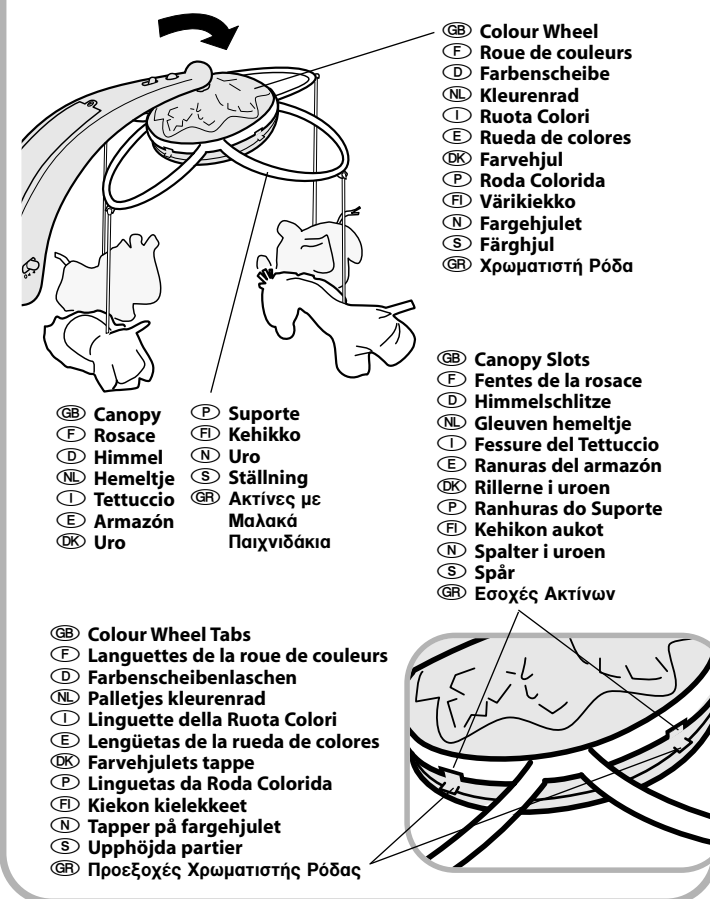 GB Colour Wheel
F Roue de couleurs
D Farbenscheibe
NL Kleurenrad
I Ruota Colori
E Rueda de colores
DK Farvehjul
P Roda Colorida
FI Värikiekko
N Fargehjulet
S Färghjul
GR Χρωματιστή Ρόδα
GB Canopy
F Rosace
D Himmel
NL Hemeltje
I Tettuccio
E Armazón
DK Uro
P Suporte
FI Kehikko
N Uro
S Ställning
GR Ακτίνες με
Μαλακά
Παιχνιδάκια
GB Canopy Slots
F Fentes de la rosace
D Himmelschlitze
NL Gleuven hemeltje
I Fessure del Tettuccio
E Ranuras del armazón
DK Rillerne i uroen
P Ranhuras do Suporte
FI Kehikon aukot
N Spalter i uroen
S Spår
GR Εσοχές Ακτίνων
GB Colour Wheel Tabs
F Languettes de la roue de couleurs
D Farbenscheibenlaschen
NL Palletjes kleurenrad
I Linguette della Ruota Colori
E Lengüetas de la rueda de colores
DK Farvehjulets tappe
P Linguetas da Roda Colorida
FI Kiekon kielekkeet
N Tapper på fargehjulet
S Upphöjda partier
GR Προεξοχές Χρωματιστής Ρόδας